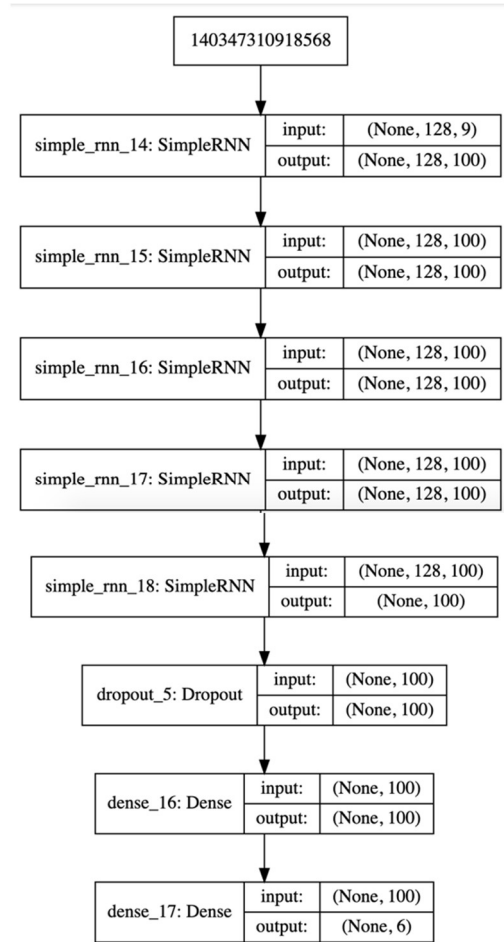 140347310918568
simple_rnn_14: SimpleRNN
input: (None, 128, 9)
output: (None, 128, 100)
simple_rnn_15: SimpleRNN
input: (None, 128, 100)
output: (None, 128, 100)
simple_rnn_16: SimpleRNN
input: (None, 128, 100)
output: (None, 128, 100)
simple_rnn_17: SimpleRNN
input: (None, 128, 100)
output: (None, 128, 100)
simple_rnn_18: SimpleRNN
input: (None, 128, 100)
output: (None, 100)
dropout_5: Dropout
input: (None, 100)
output: (None, 100)
dense_16: Dense
input: (None, 100)
output: (None, 100)
dense_17: Dense
input: (None, 100)
output: (None, 6)